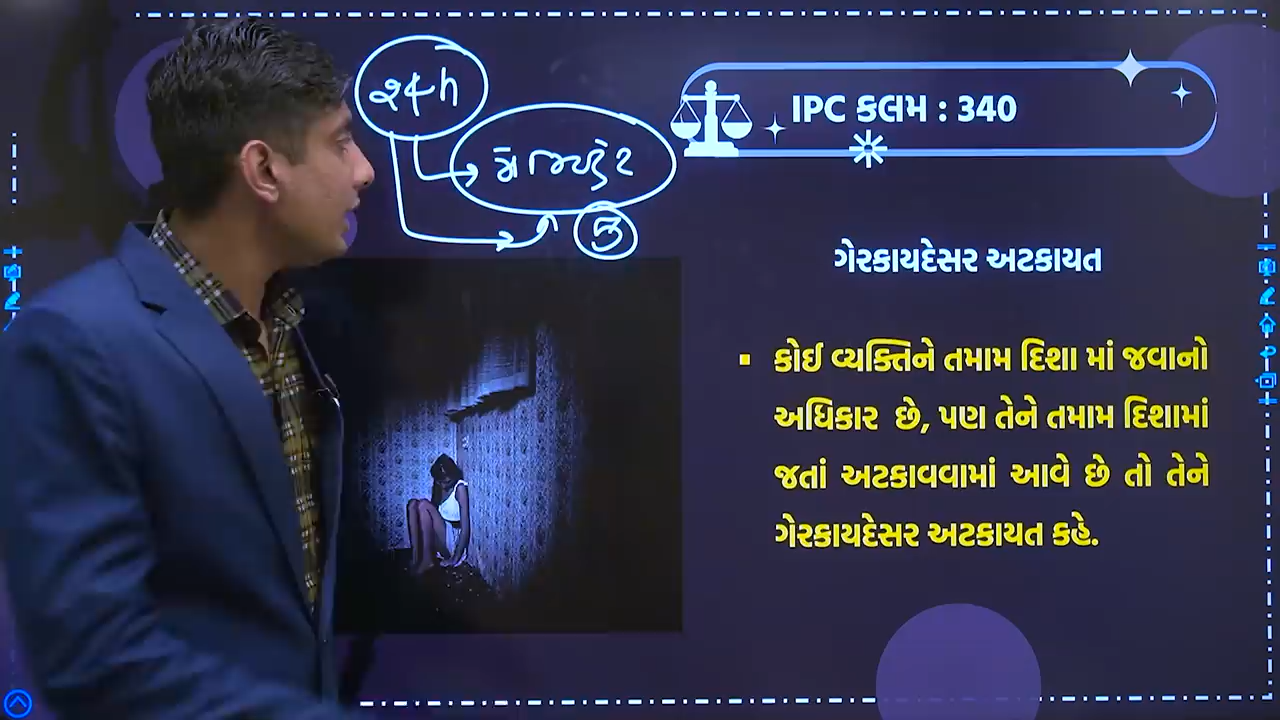 ૨૪h
IPC કલમ : 340
મેજિસ્ટ્રેટ
ગેરકાયદેસર અટકાયત
▪ કોઈ વ્યક્તિને તમામ દિશા માં જવાનો
અધિકાર છે, પણ તેને તમામ દિશામાં
જતાં અટકાવવામાં આવે છે તો તેને
ગેરકાયદેસર અટકાયત કહે.